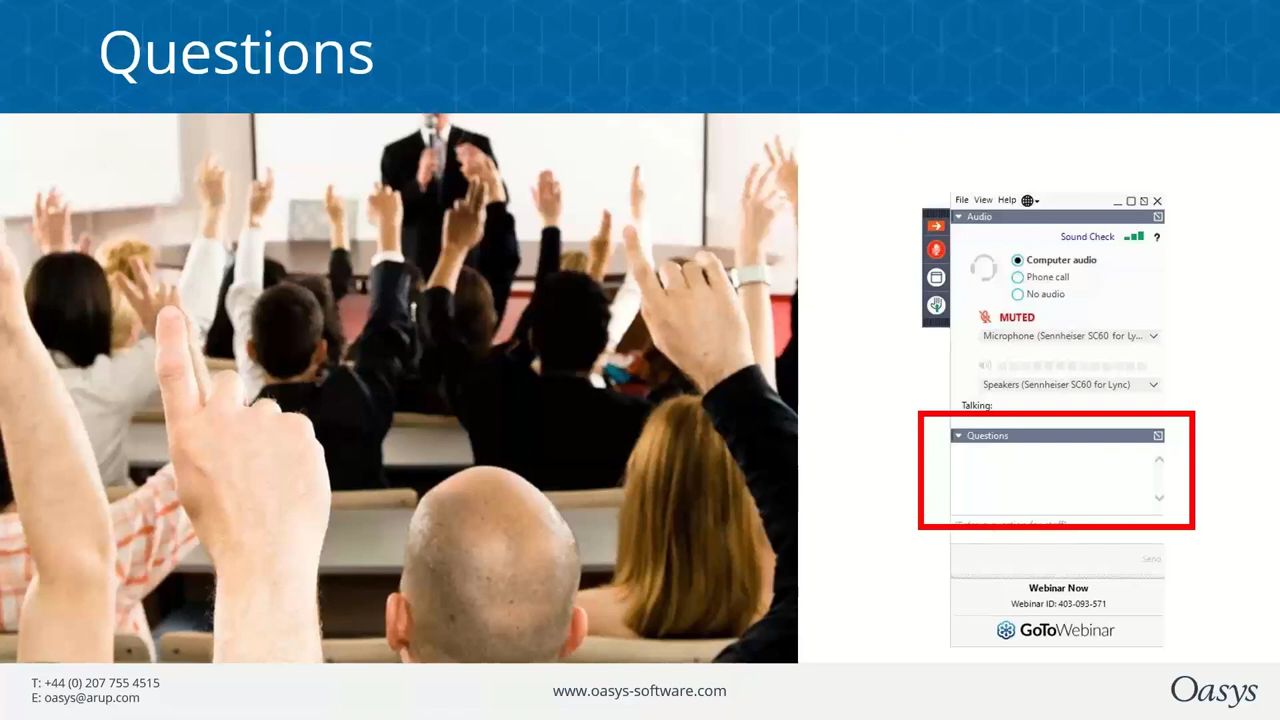 Questions
File View Help
Audio
Sound Check ?
Computer audio
Phone call
No audio
MUTED
Microphone (Sennheiser SC60 for Ly...
Speakers (Sennheiser SC60 for Lync)
Talking:
Questions
Send
Webinar Now
Webinar ID: 403-093-571
GoToWebinar
T: +44 (0) 207 755 4515
E: oasys@arup.com
www.oasys-software.com
Oasys